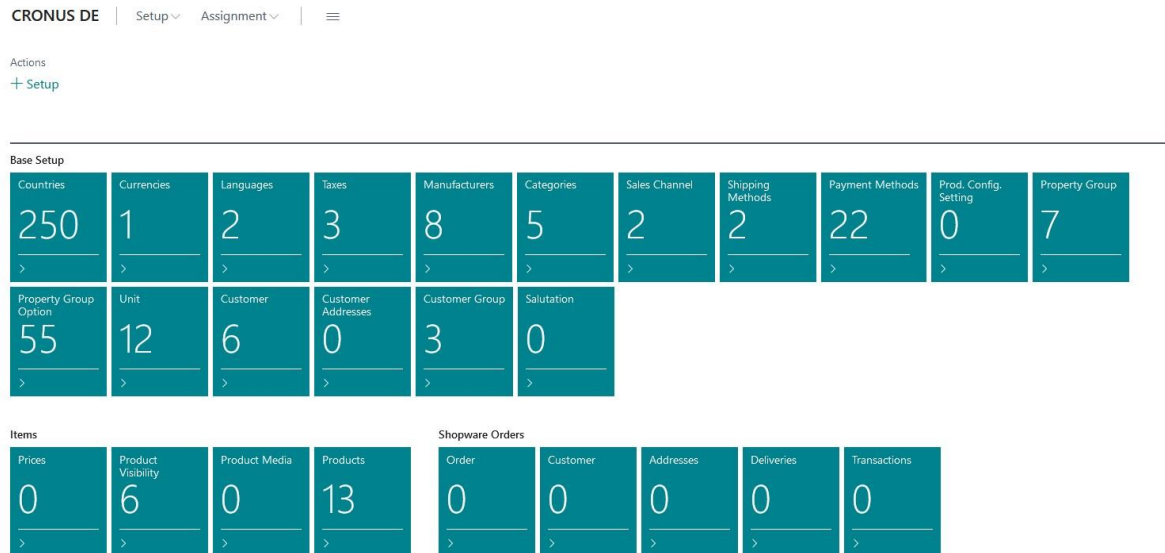 CRONUS DE Setup Assignment
Actions
+ Setup
Base Setup
Countries
250
Currencies
1
Languages
2
Taxes
3
Manufacturers
8
Categories
5
Sales Channel
2
Shipping
Methods
2
Payment Methods
22
Prod. Config.
Setting
0
Property Group
7
Property Group
Option
55
Unit
12
Customer
6
Customer
Addresses
0
Customer Group
3
Salutation
0
Items
Prices
0
Product
Visibility
6
Product Media
0
Products
13
Shopware Orders
Order
0
Customer
0
Addresses
0
Deliveries
0
Transactions
0